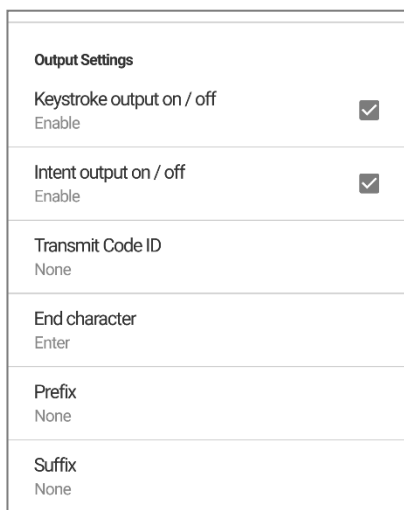 Output Settings
Keystroke output on / off
Enable
Intent output on / off
Enable
Transmit Code ID
None
End character
Enter
Prefix
None
Suffix
None